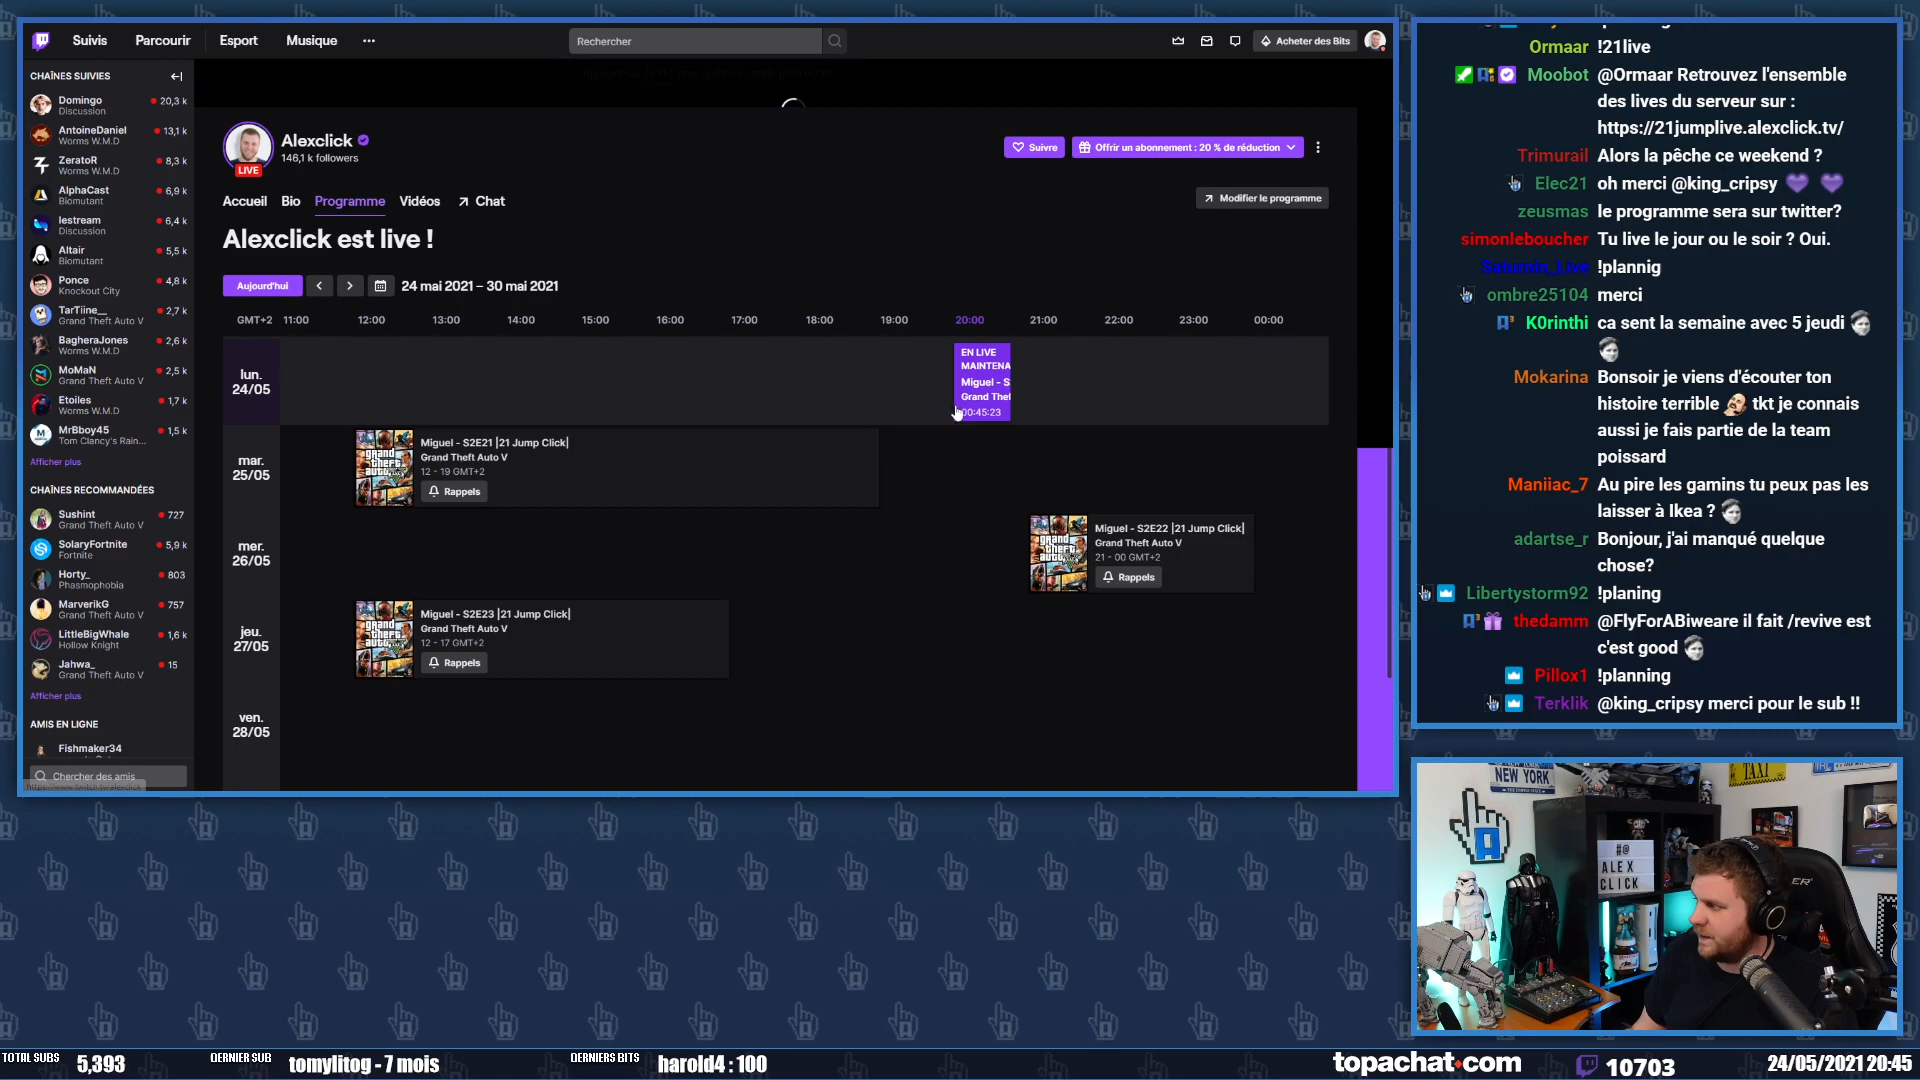 Suivis
Parcourir
Esport
Musique
Rechercher
Acheter des Bits
CHAÎNES SUIVIES
Domingo
20,3 k
Discussion
AntoineDaniel
13,1 k
Worms W.M.D
ZeratoR
8,3 k
Worms W.M.D
AlphaCast
6,9 k
Biomutant
lestream
6,4 k
Discussion
Altair
5,5 k
Biomutant
Ponce
4,8 k
Knockout City
TarTiine__
2,7 k
Grand Theft Auto V
BagheraJones
2,6 k
Worms W.M.D
MoMaN
2,5 k
Grand Theft Auto V
Etoiles
1,7 k
Worms W.M.D
MrBboy45
1,5 k
Tom Clancy's Rain...
Afficher plus
CHAÎNES RECOMMANDÉES
Sushint
727
Grand Theft Auto V
SolaryFortnite
5,9 k
Fortnite
Horty_
803
Phasmophobia
MarverikG
757
Grand Theft Auto V
LittleBigWhale
1,6 k
Hollow Knight
Jahwa_
15
Grand Theft Auto V
Afficher plus
AMIS EN LIGNE
Fishmaker34
Chercher des amis
Alexclick
146,1 k followers
LIVE
Suivre
Offrir un abonnement : 20 % de réduction
Accueil
Bio
Programme
Vidéos
Chat
Modifier le programme
Alexclick est live !
Aujourd'hui
24 mai 2021 – 30 mai 2021
GMT+2 11:00 12:00 13:00 14:00 15:00 16:00 17:00 18:00 19:00 20:00 21:00 22:00 23:00 00:00
lun.
24/05
EN LIVE
MAINTENA
Miguel - S
Grand Thef
00:45:23
mar.
25/05
grand
theft
auto
Miguel - S2E21 |21 Jump Click|
Grand Theft Auto V
12 - 19 GMT+2
Rappels
mer.
26/05
grand
theft
auto
Miguel - S2E22 |21 Jump Click|
Grand Theft Auto V
21 - 00 GMT+2
Rappels
jeu.
27/05
grand
theft
auto
Miguel - S2E23 |21 Jump Click|
Grand Theft Auto V
12 - 17 GMT+2
Rappels
ven.
28/05
Ormaar !21live
Moobot @Ormaar Retrouvez l'ensemble
des lives du serveur sur :
https://21jumplive.alexclick.tv/
Trimurail Alors la pêche ce weekend ?
Elec21 oh merci @king_cripsy
zeusmas le programme sera sur twitter?
simonleboucher Tu live le jour ou le soir ? Oui.
Saturnin_Live !plannig
ombre25104 merci
K0rinthi ca sent la semaine avec 5 jeudi
Mokarina Bonsoir je viens d'écouter ton
histoire terrible tkt je connais
aussi je fais partie de la team
poissard
Maniiac_7 Au pire les gamins tu peux pas les
laisser à Ikea ?
adartse_r Bonjour, j'ai manqué quelque
chose?
Libertystorm92 !planing
thedamm @FlyForABiweare il fait /revive est
c'est good
Pillox1 !planning
Terklik @king_cripsy merci pour le sub !!
NEW YORK
TAXI
#@
ALEX
CLICK
TOTAL SUBS
5,393
DERNIER SUB
tomylitog - 7 mois
DERNIERS BITS
harold4 : 100
topachat.com
10703
24/05/2021 20:45